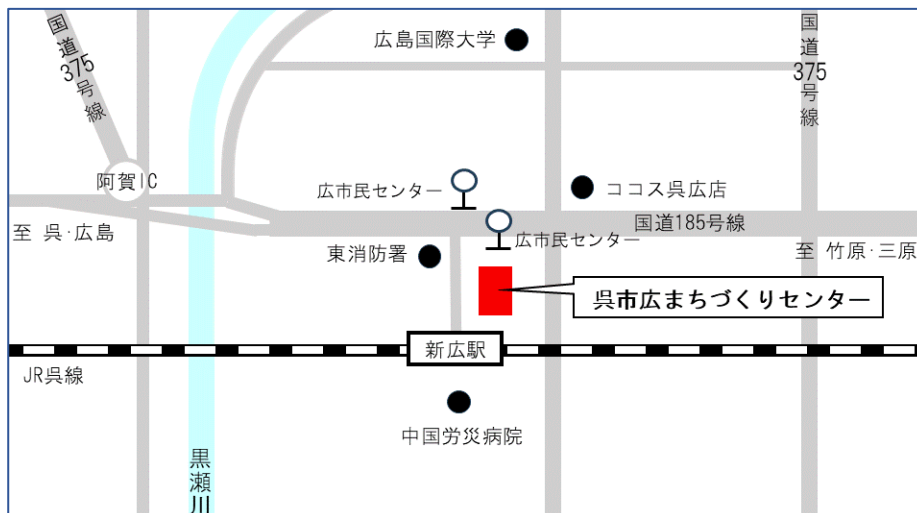 国道375号線
広島国際大学
国道375号線
阿賀IC
広市民センター
ココス呉広店
国道185号線
至 呉・広島
広市民センター
東消防署
至 竹原・三原
呉市広まちづくりセンター
新広駅
JR呉線
中国労災病院
黒瀬川